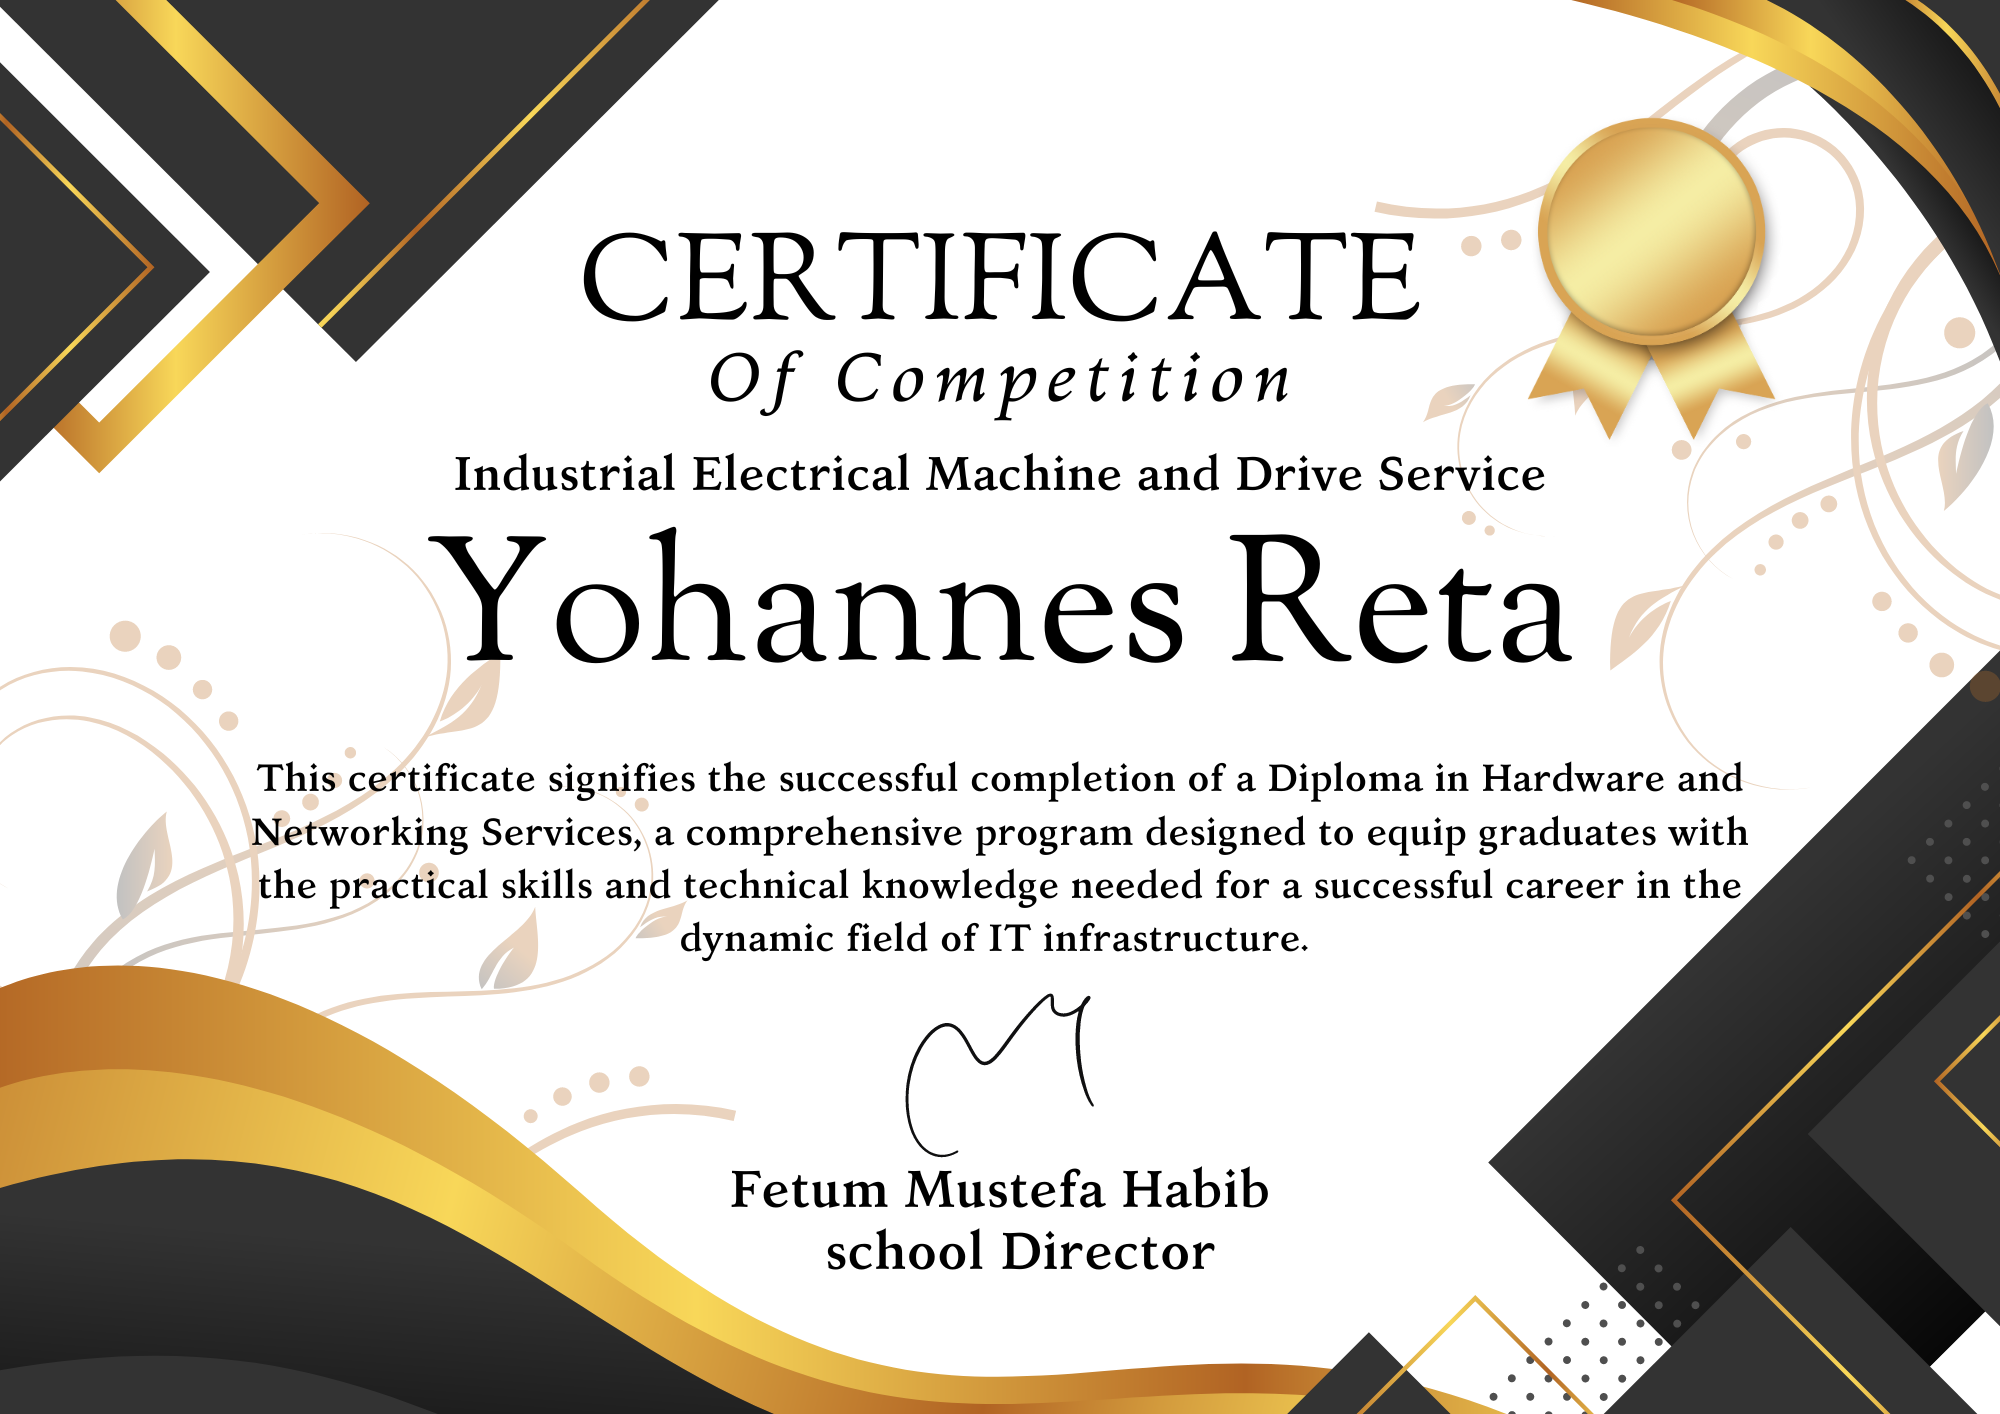 CERTIFICATE
Of Competition
Industrial Electrical Machine and Drive Service
Yohannes Reta
This certificate signifies the successful completion of a Diploma in Hardware and
Networking Services, a comprehensive program designed to equip graduates with
the practical skills and technical knowledge needed for a successful career in the
dynamic field of IT infrastructure.
Fetum Mustefa Habib
school Director